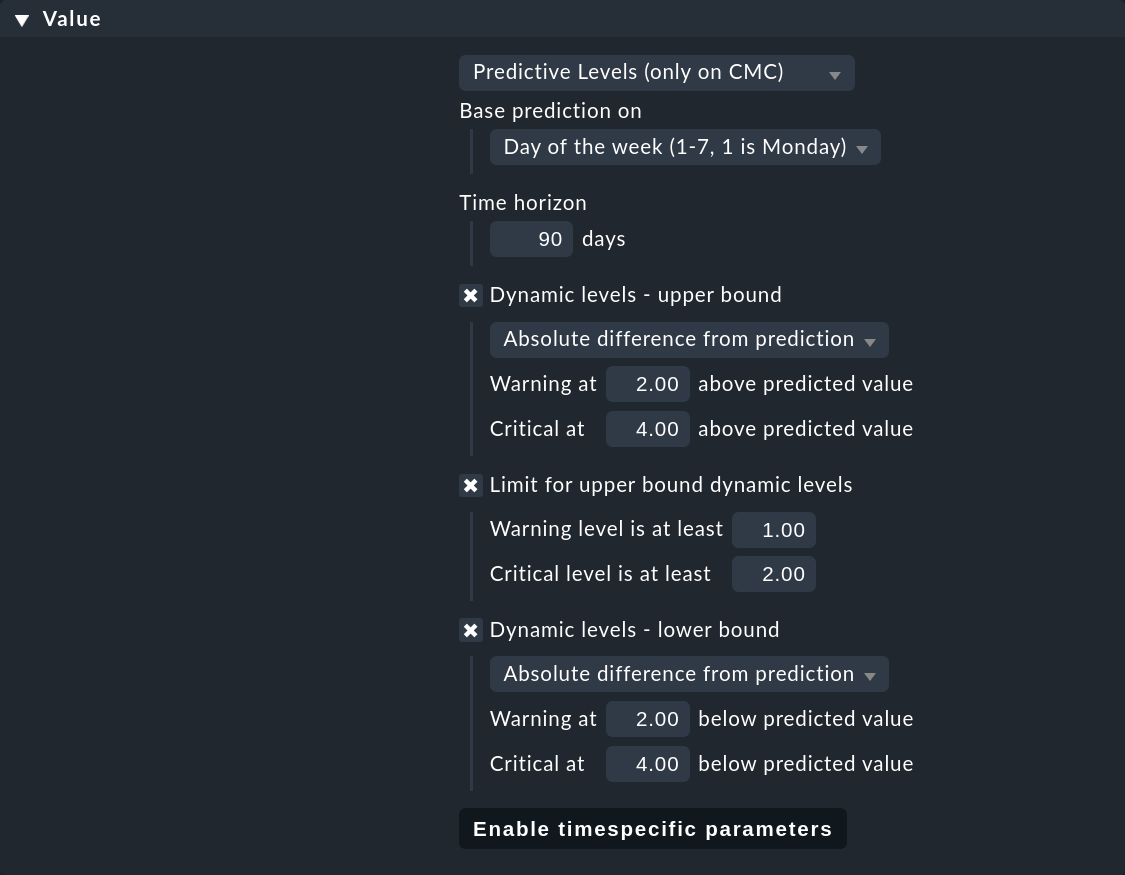 Value
Predictive Levels (only on CMC)
Base prediction on
Day of the week (1-7, 1 is Monday)
Time horizon
90 days
Dynamic levels - upper bound
Absolute difference from prediction
Warning at 2.00 above predicted value
Critical at 4.00 above predicted value
Limit for upper bound dynamic levels
Warning level is at least 1.00
Critical level is at least 2.00
Dynamic levels - lower bound
Absolute difference from prediction
Warning at 2.00 below predicted value
Critical at 4.00 below predicted value
Enable timespecific parameters